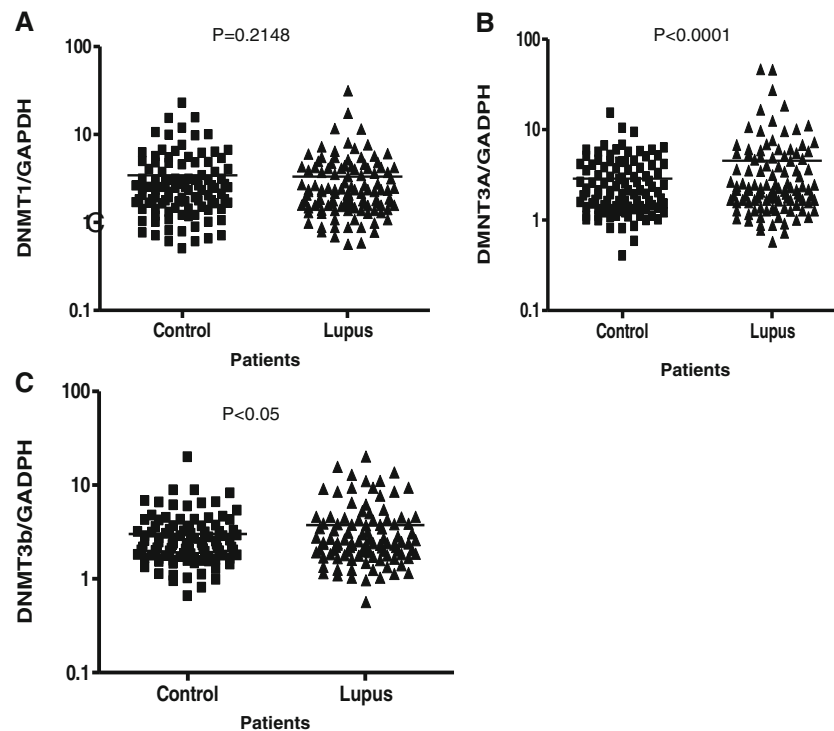 A
P=0.2148
100
10
1
0.1
DNMT1/GAPDH
Control
Lupus
Patients
B
P<0.0001
100
10
1
0.1
DMNT3A/GADPH
Control
Lupus
Patients
C
P<0.05
100
10
1
0.1
DNMT3b/GADPH
Control
Lupus
Patients